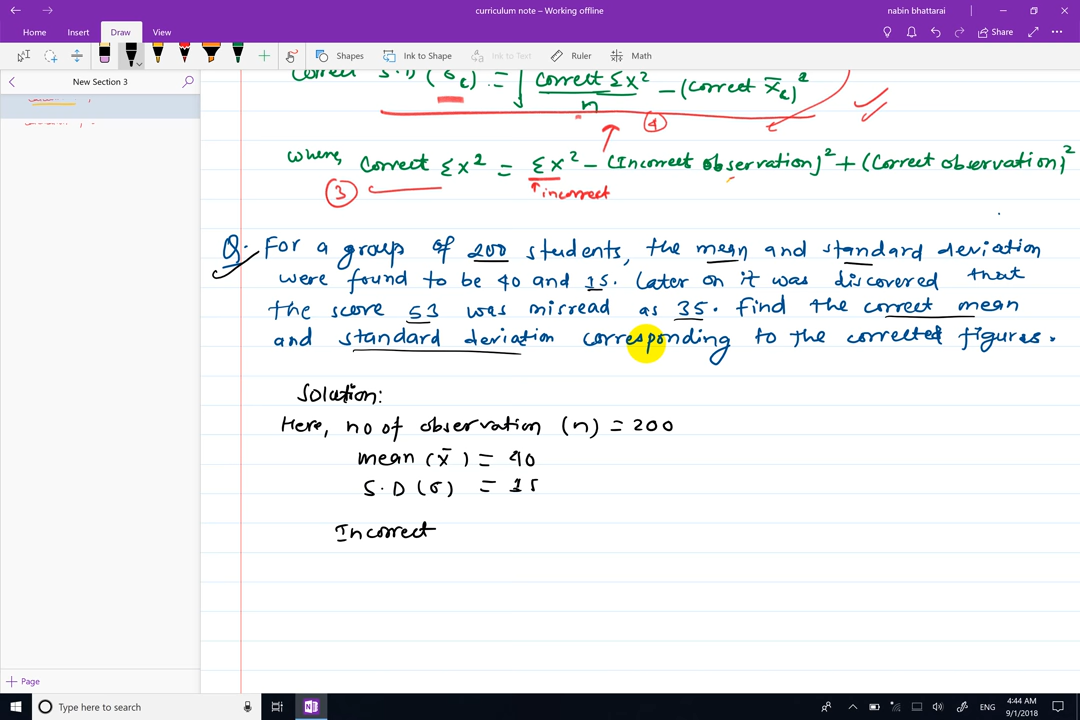 curriculum note – Working offline
nabin bhattarai
Home Insert Draw View
Share
Shapes Ink to Shape Ink to Text Ruler Math
New Section 3
Correct S.D (σc) = √ Correct Σx² / n − (Correct x̄c)²
④
where, Correct Σx² = Σx² − (Incorrect observation)² + (Correct observation)²
③ ↑incorrect
Q. For a group of 200 students, the mean and standard deviation
were found to be 40 and 15. Later on it was discovered that
the score 53 was misread as 35. find the correct mean
and standard deviation corresponding to the corrected figures.
Solution:
Here, no of observation (n) = 200
mean (x̄) = 40
S.D (σ) = 15
Incorrect
+ Page
Type here to search
ENG
4:44 AM
9/1/2018